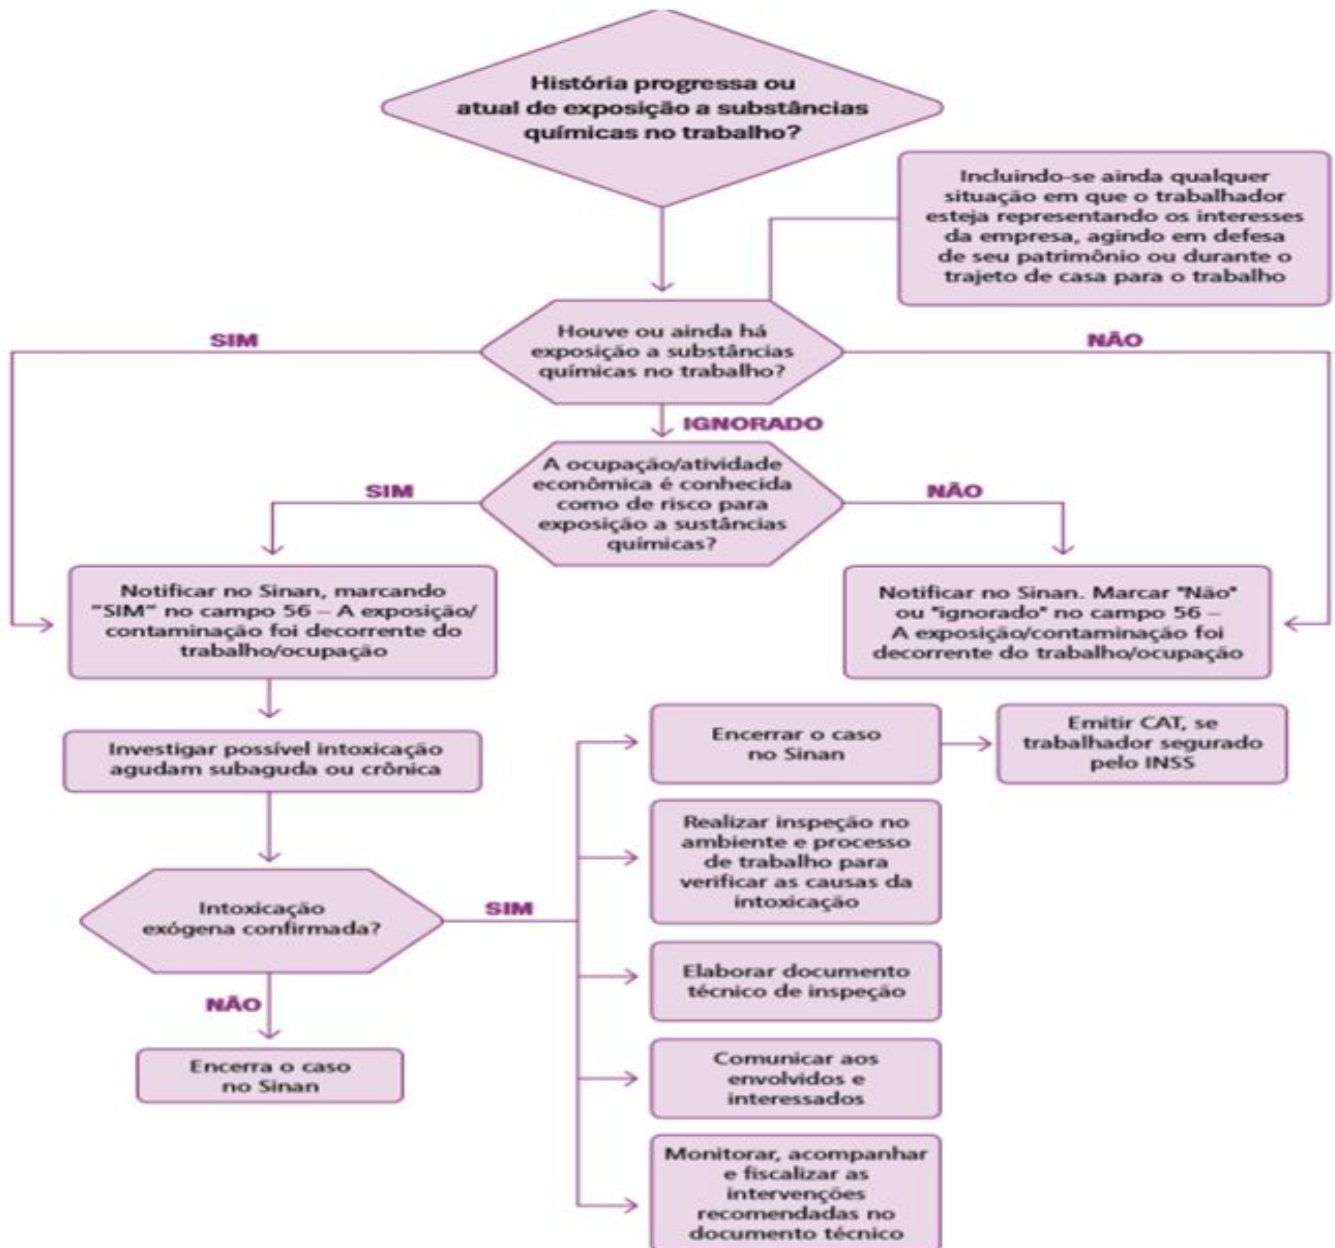 História progressa ou
atual de exposição a substâncias
químicas no trabalho?
Incluindo-se ainda qualquer
situação em que o trabalhador
esteja representando os interesses
da empresa, agindo em defesa
de seu patrimônio ou durante o
trajeto de casa para o trabalho
Houve ou ainda há
exposição a substâncias
químicas no trabalho?
SIM
NÃO
IGNORADO
A ocupação/atividade
econômica é conhecida
como de risco para
exposição a sustâncias
químicas?
SIM
NÃO
Notificar no Sinan, marcando
“SIM” no campo 56 – A exposição/
contaminação foi decorrente do
trabalho/ocupação
Notificar no Sinan. Marcar "Não"
ou "ignorado" no campo 56 –
A exposição/contaminação foi
decorrente do trabalho/ocupação
Investigar possível intoxicação
agudam subaguda ou crônica
Intoxicação
exógena confirmada?
SIM
NÃO
Encerra o caso
no Sinan
Encerrar o caso
no Sinan
Emitir CAT, se
trabalhador segurado
pelo INSS
Realizar inspeção no
ambiente e processo
de trabalho para
verificar as causas da
intoxicação
Elaborar documento
técnico de inspeção
Comunicar aos
envolvidos e
interessados
Monitorar, acompanhar
e fiscalizar as
intervenções
recomendadas no
documento técnico